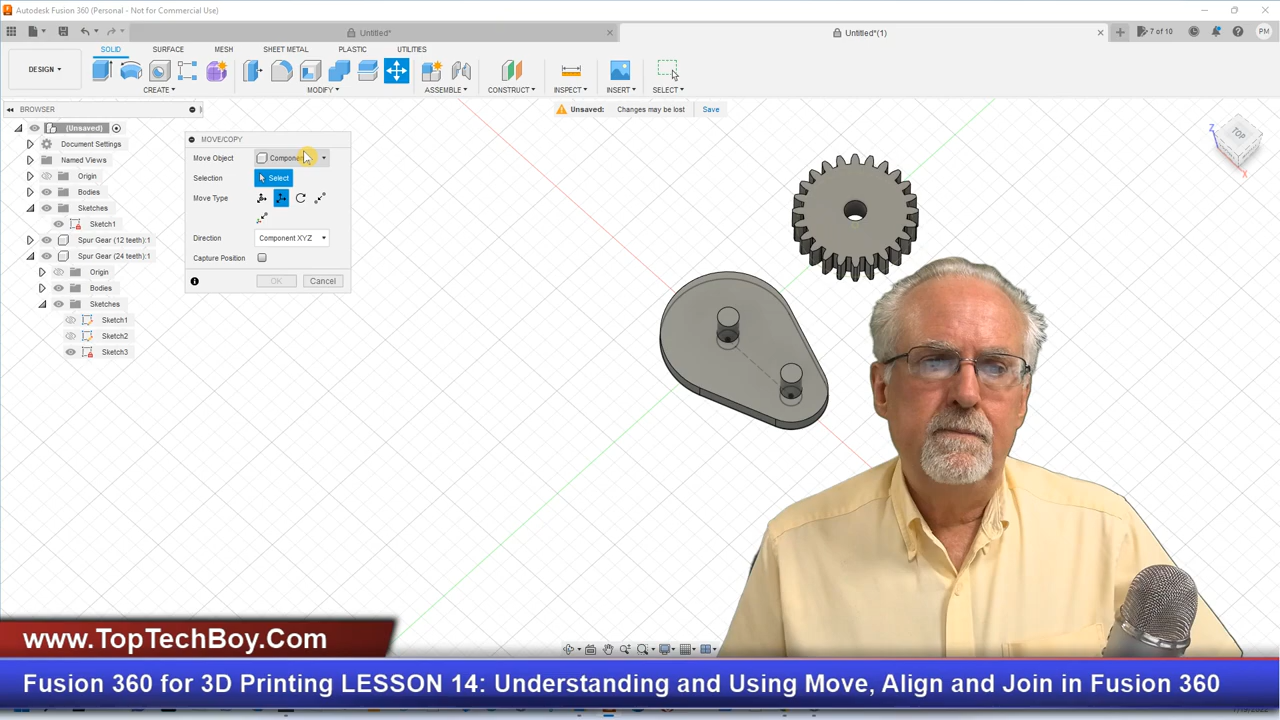 Autodesk Fusion 360 (Personal - Not for Commercial Use)
Untitled*
Untitled*(1)
7 of 10
PM
SOLID SURFACE MESH SHEET METAL PLASTIC UTILITIES
DESIGN
CREATE MODIFY ASSEMBLE CONSTRUCT INSPECT INSERT SELECT
BROWSER
Unsaved: Changes may be lost Save
(Unsaved)
Document Settings
Named Views
Origin
Bodies
Sketches
Sketch1
Spur Gear (12 teeth):1
Spur Gear (24 teeth):1
Origin
Bodies
Sketches
Sketch1
Sketch2
Sketch3
MOVE/COPY
Move Object
Selection Select
Move Type
Direction Component XYZ
Capture Position
OK Cancel
Z
TOP
X
www.TopTechBoy.Com
Fusion 360 for 3D Printing LESSON 14: Understanding and Using Move, Align and Join in Fusion 360